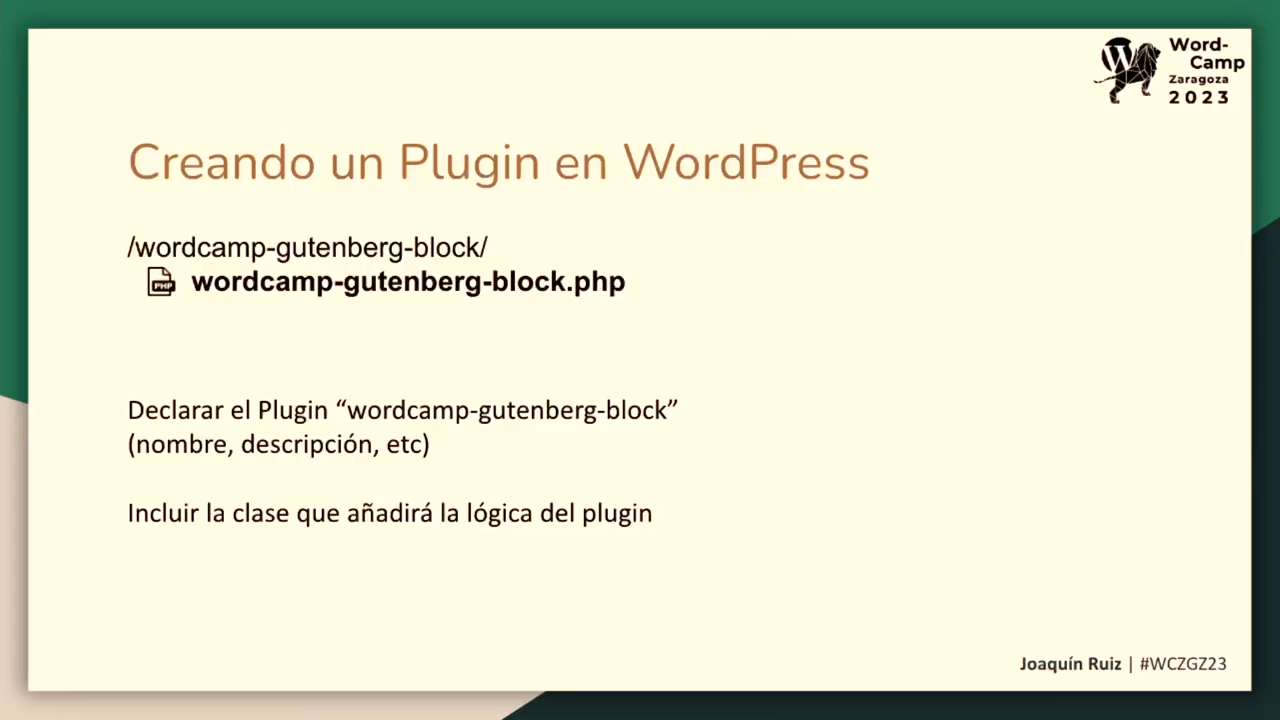 Word-
Camp
Zaragoza
2023
Creando un Plugin en WordPress
/wordcamp-gutenberg-block/
PHP wordcamp-gutenberg-block.php
Declarar el Plugin “wordcamp-gutenberg-block”
(nombre, descripción, etc)
Incluir la clase que añadirá la lógica del plugin
Joaquín Ruiz | #WCZGZ23